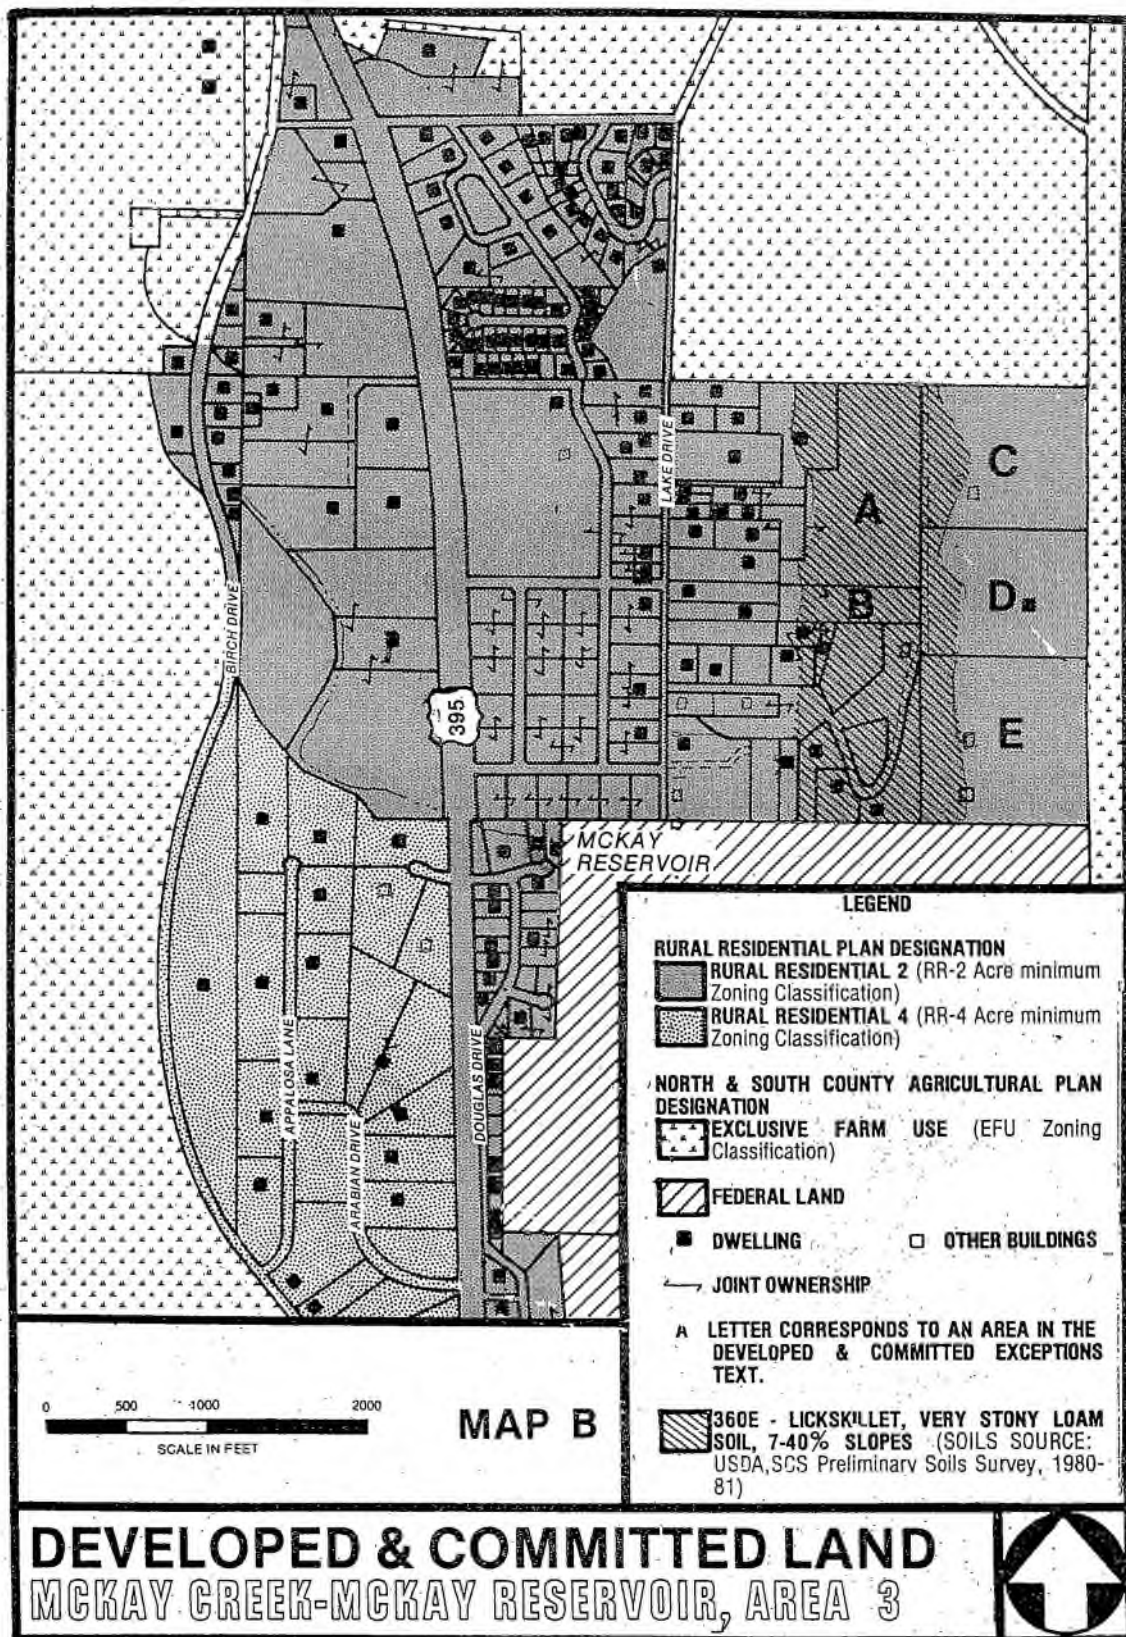 C
A
B
D
E
LAKE DRIVE
BIRCH DRIVE
395
MCKAY
RESERVOIR
APPALOSA LANE
ARABIAN DRIVE
DOUGLAS DRIVE
LEGEND
RURAL RESIDENTIAL PLAN DESIGNATION
RURAL RESIDENTIAL 2 (RR-2 Acre minimum
Zoning Classification)
RURAL RESIDENTIAL 4 (RR-4 Acre minimum
Zoning Classification)
NORTH & SOUTH COUNTY AGRICULTURAL PLAN
DESIGNATION
EXCLUSIVE FARM USE (EFU Zoning
Classification)
FEDERAL LAND
DWELLING
OTHER BUILDINGS
JOINT OWNERSHIP
A LETTER CORRESPONDS TO AN AREA IN THE
DEVELOPED & COMMITTED EXCEPTIONS
TEXT.
360E - LICKSKILLET, VERY STONY LOAM
SOIL, 7-40% SLOPES (SOILS SOURCE:
USDA,SCS Preliminary Soils Survey, 1980-
81)
0 500 1000 2000
SCALE IN FEET
MAP B
DEVELOPED & COMMITTED LAND
MCKAY CREEK-MCKAY RESERVOIR, AREA 3